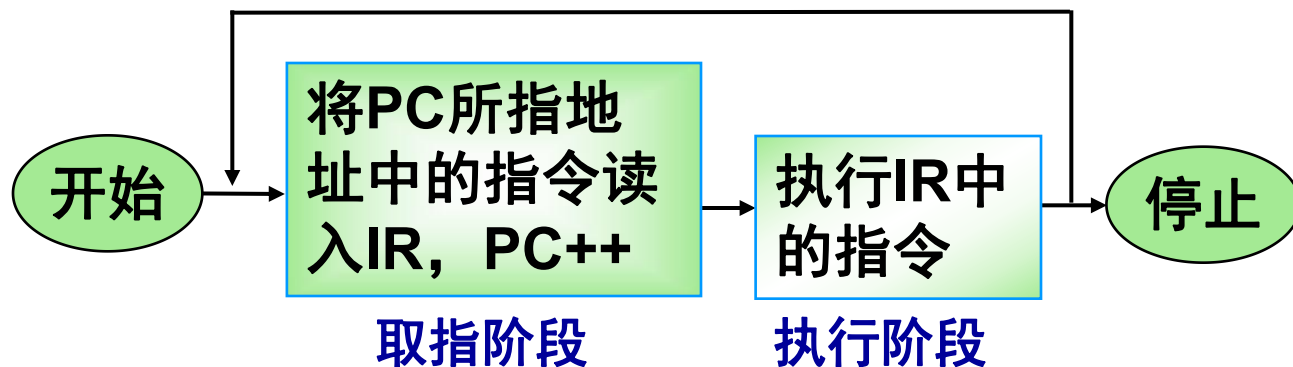 开始
将PC所指地
址中的指令读
入IR，PC++
执行IR中
的指令
停止
取指阶段
执行阶段